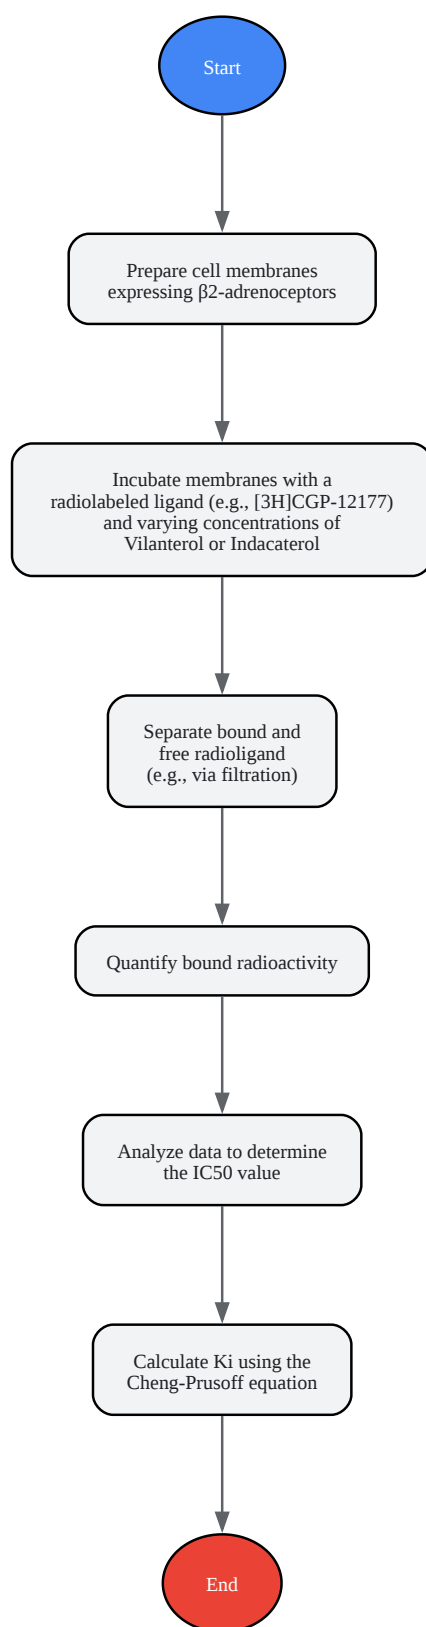 Start
Prepare cell membranes
expressing β2-adrenoceptors
Incubate membranes with a
radiolabeled ligand (e.g., [3H]CGP-12177)
and varying concentrations of
Vilanterol or Indacaterol
Separate bound and
free radioligand
(e.g., via filtration)
Quantify bound radioactivity
Analyze data to determine
the IC50 value
Calculate Ki using the
Cheng-Prusoff equation
End